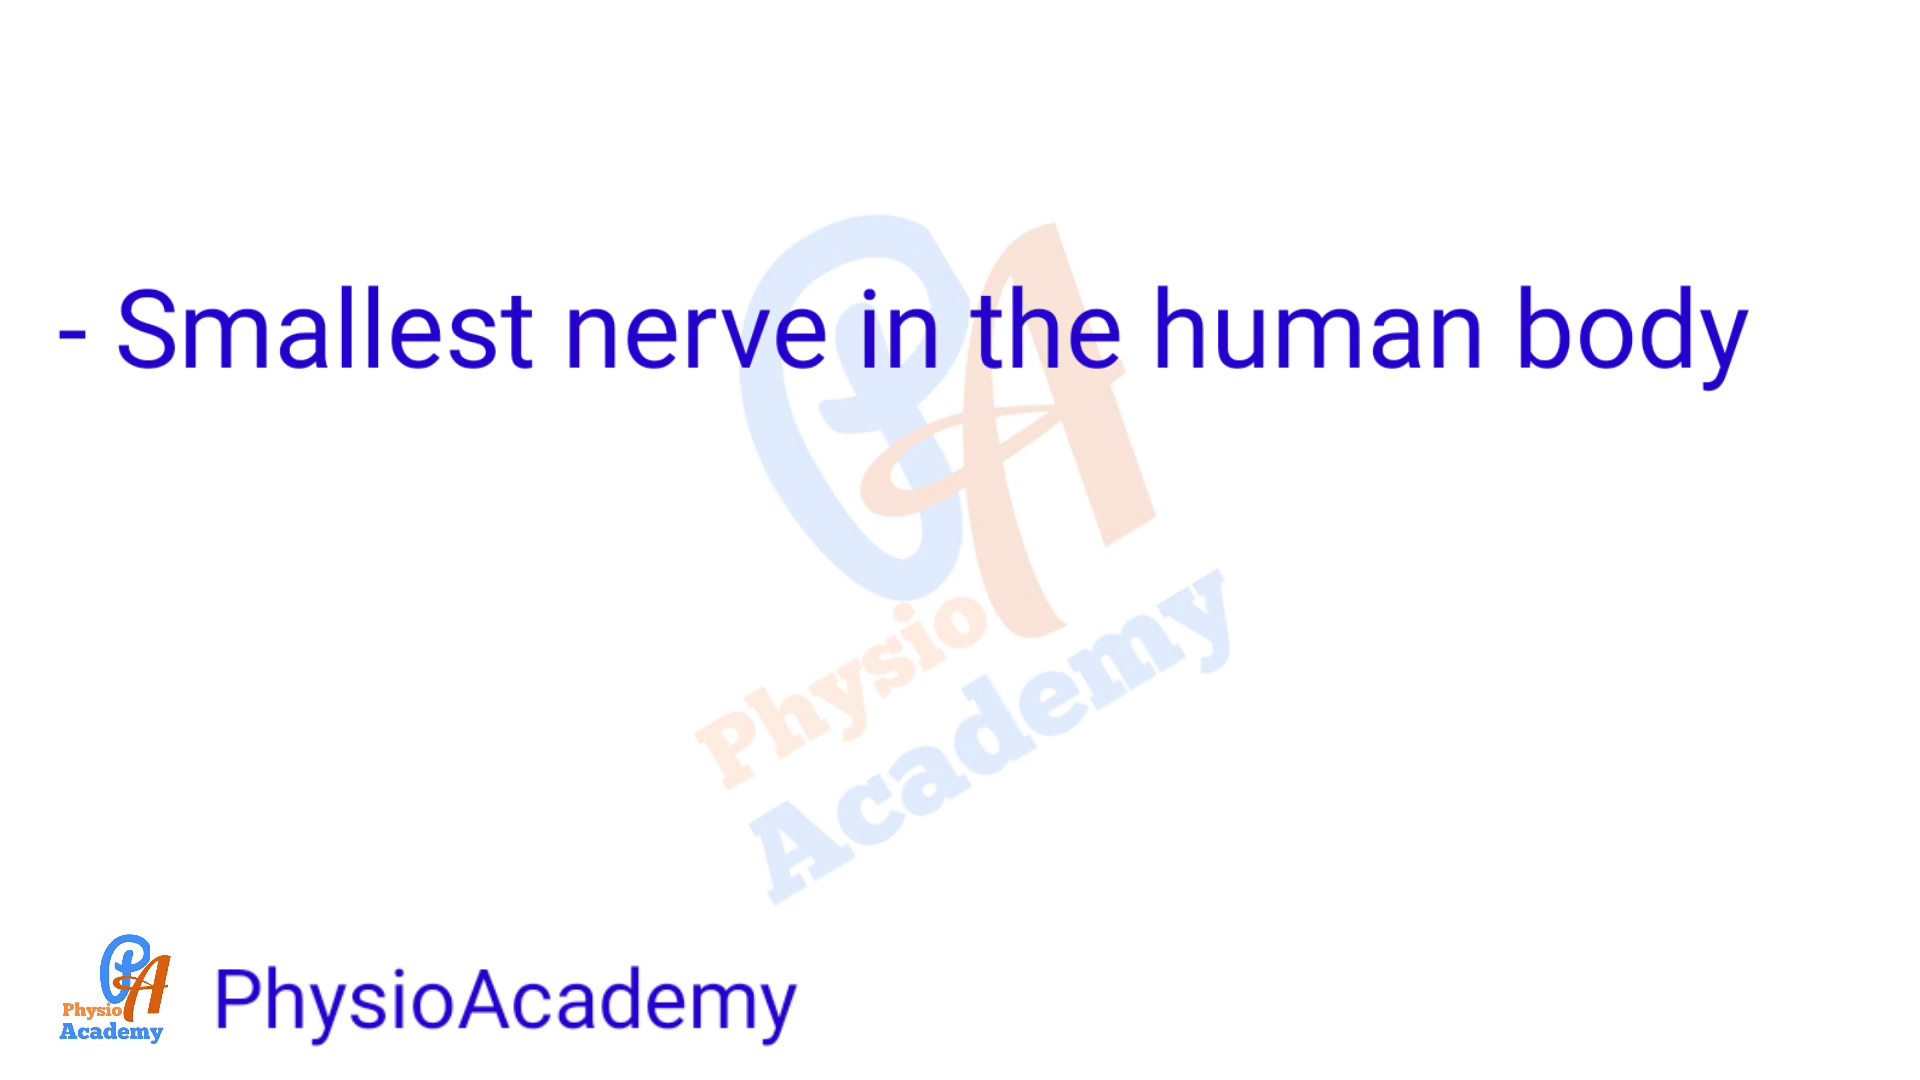 - Smallest nerve in the human body
Physio
Academy
Physio
Academy
PhysioAcademy